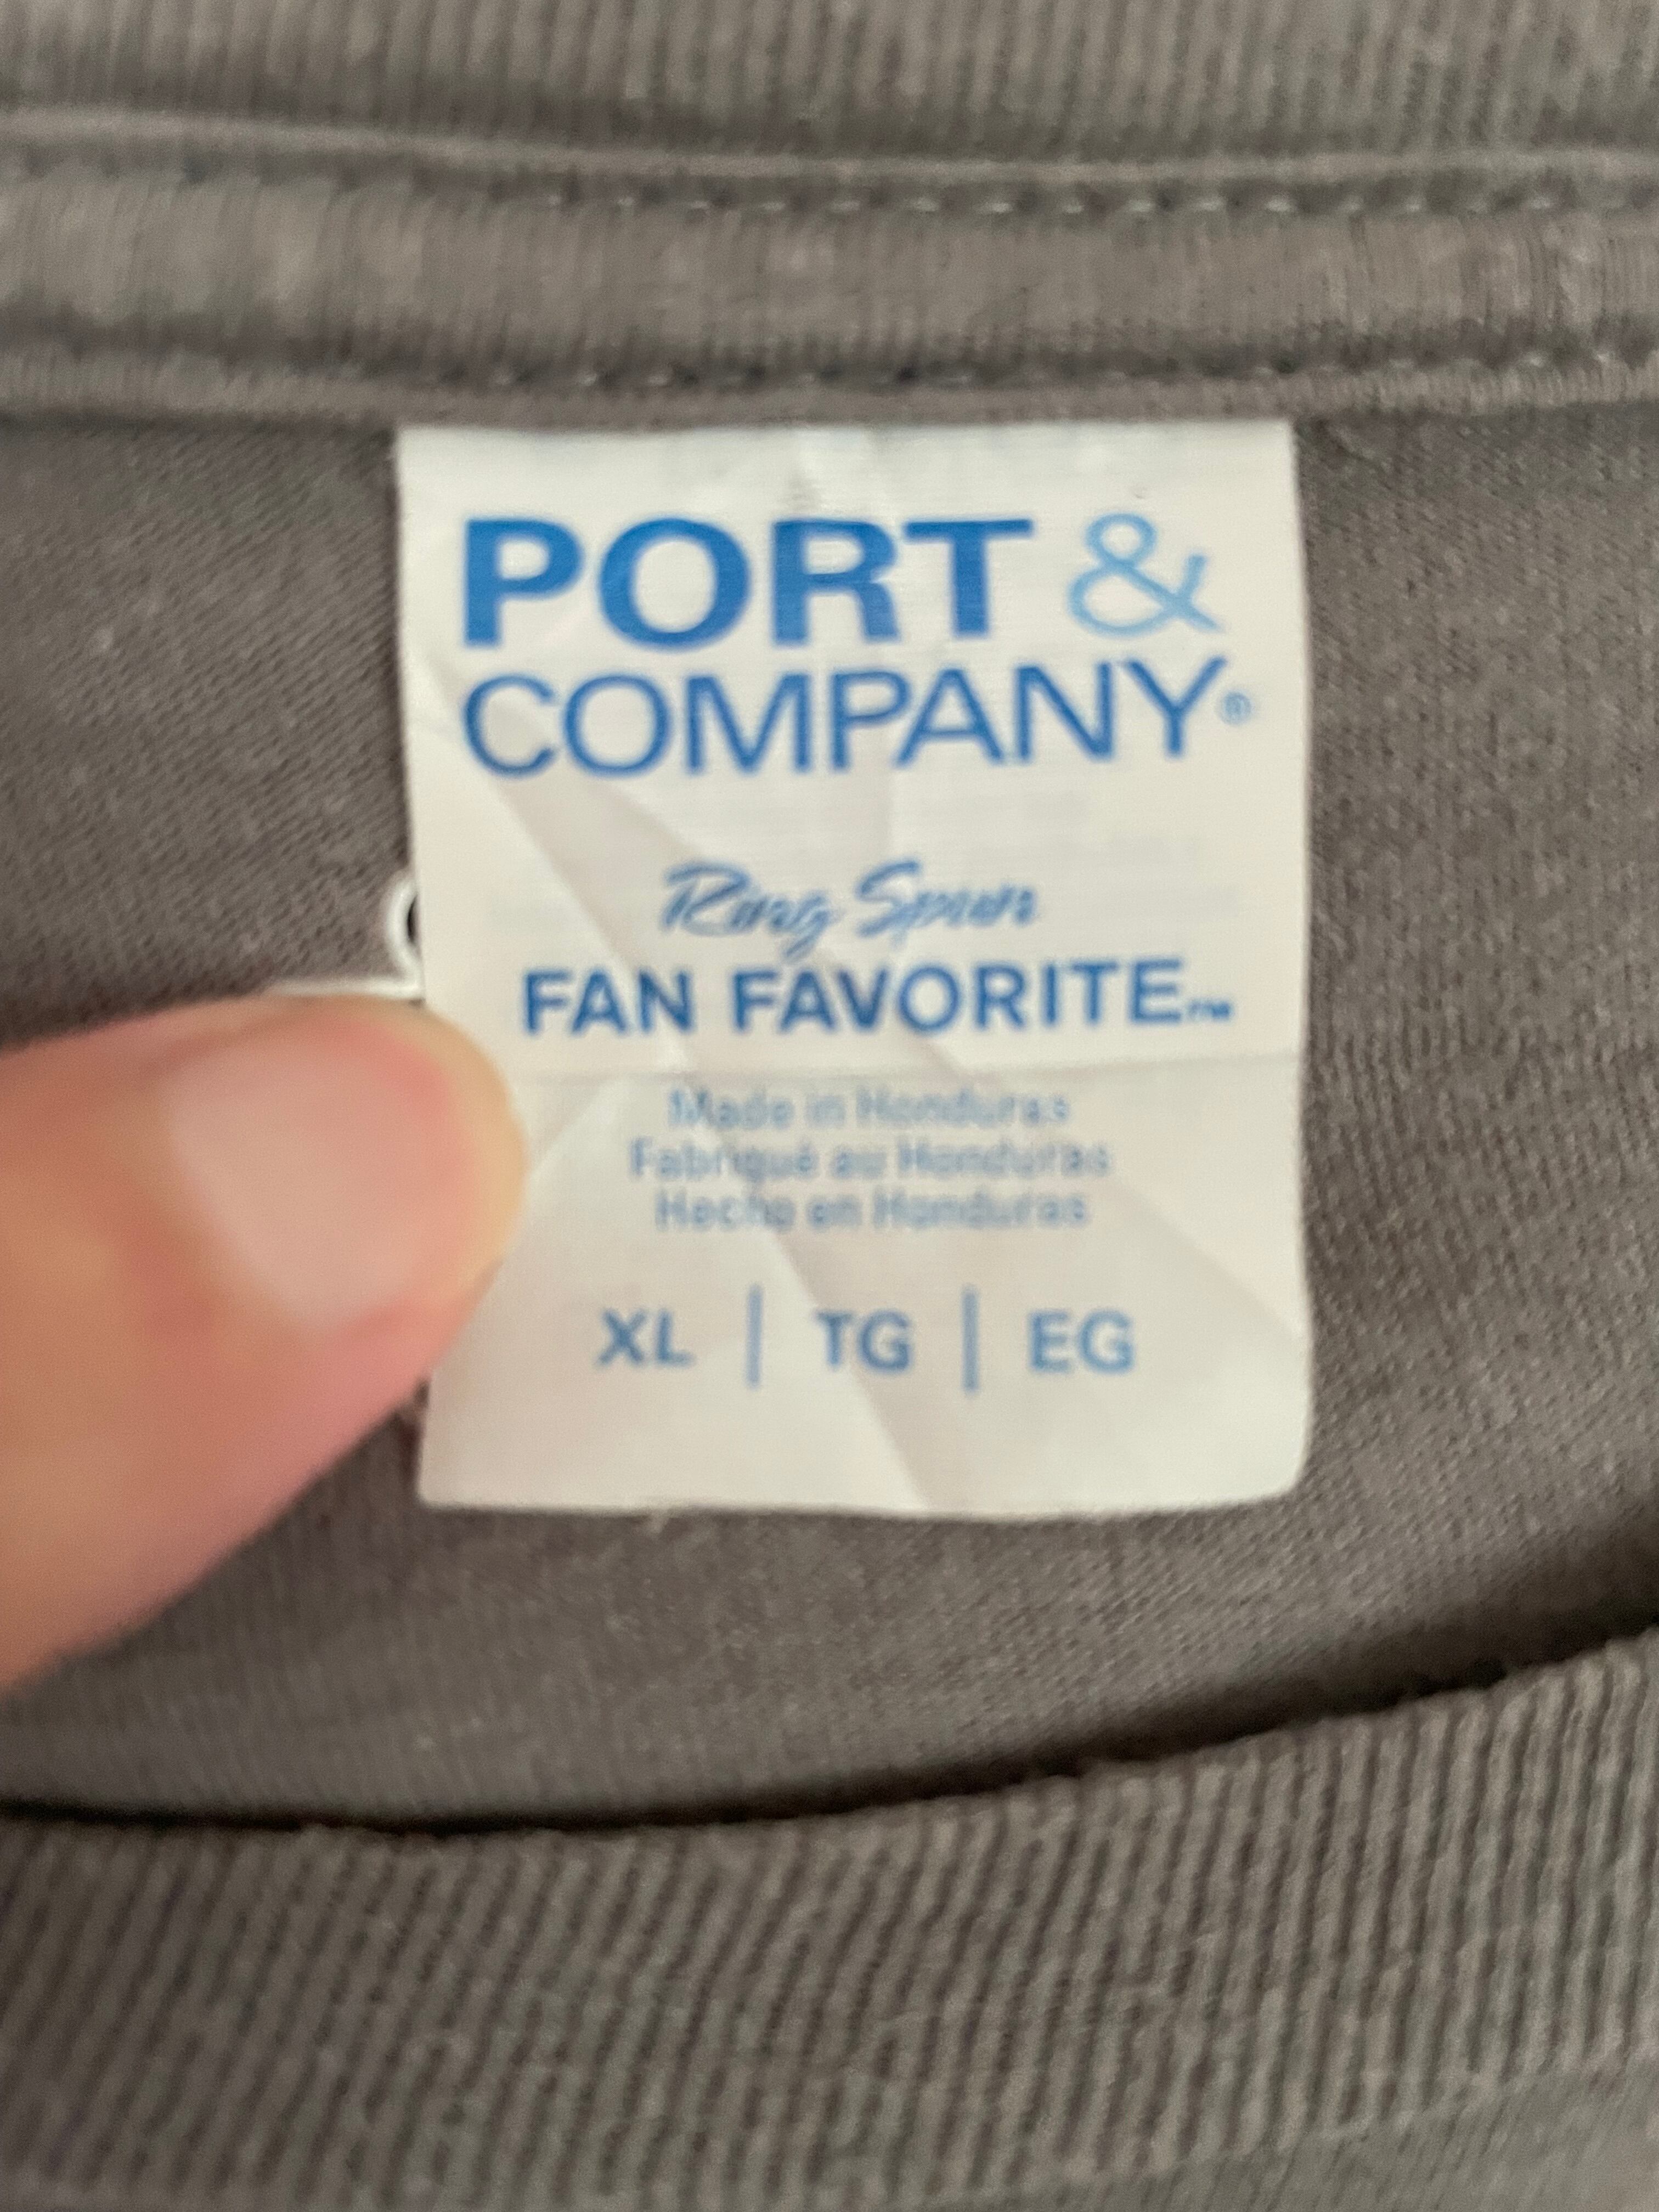 PORT &
COMPANY®
Ring Spun
FAN FAVORITE™
Made in Honduras
Fabriqué au Honduras
Hecho en Honduras
XL | TG | EG